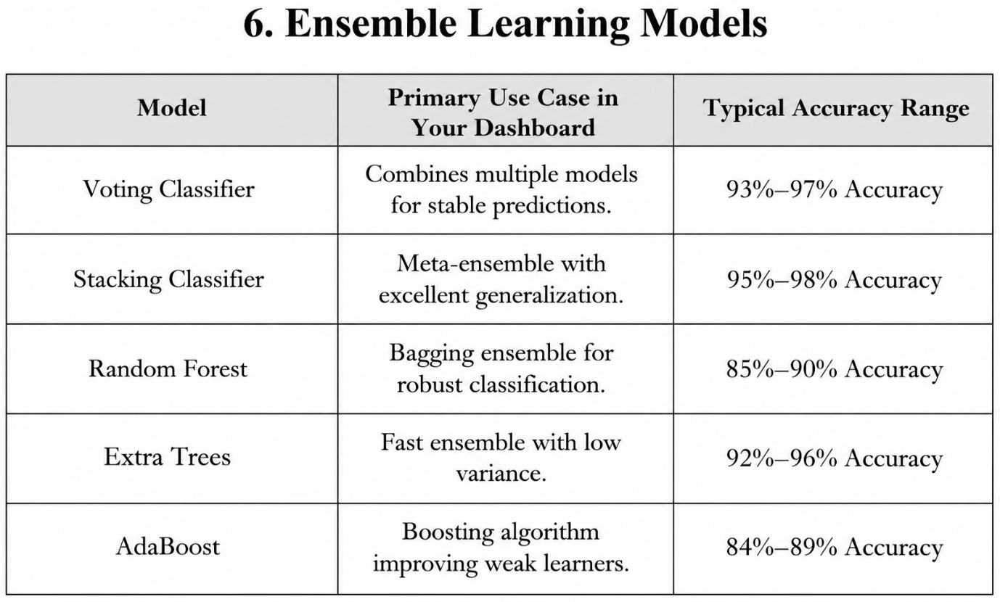 6. Ensemble Learning Models
Model
Primary Use Case in
Your Dashboard
Typical Accuracy Range
Voting Classifier
Combines multiple models
for stable predictions.
93%–97% Accuracy
Stacking Classifier
Meta-ensemble with
excellent generalization.
95%–98% Accuracy
Random Forest
Bagging ensemble for
robust classification.
85%–90% Accuracy
Extra Trees
Fast ensemble with low
variance.
92%–96% Accuracy
AdaBoost
Boosting algorithm
improving weak learners.
84%–89% Accuracy